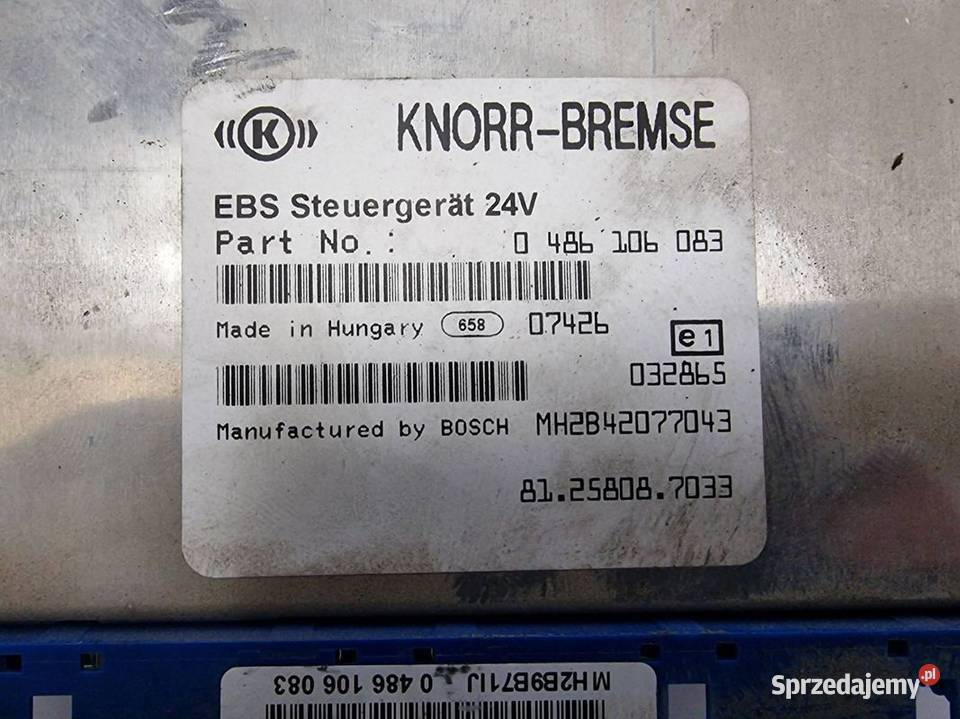 K KNORR-BREMSE
EBS Steuergerät 24V
Part No.: 0 486 106 083
Made in Hungary 658 07426
e1
032865
Manufactured by BOSCH MH2B42077043
81.25808.7033
MH2B9B711J 0 486 106 083
Sprzedajemy.pl